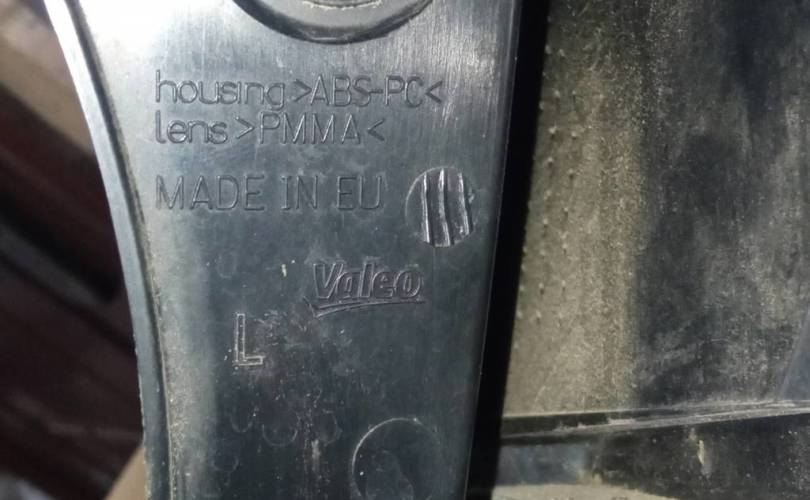 housing>ABS-PC<
lens>PMMA<
MADE IN EU
Valeo
L